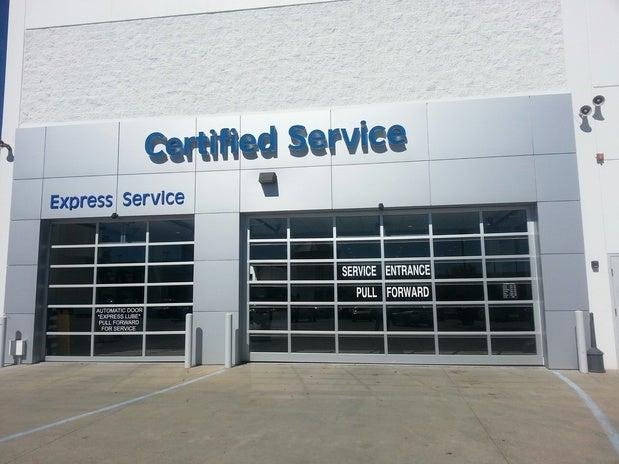 Certified Service
Express Service
SERVICE ENTRANCE
PULL FORWARD
AUTOMATIC DOOR
"EXPRESS LUBE"
PULL FORWARD
FOR SERVICE